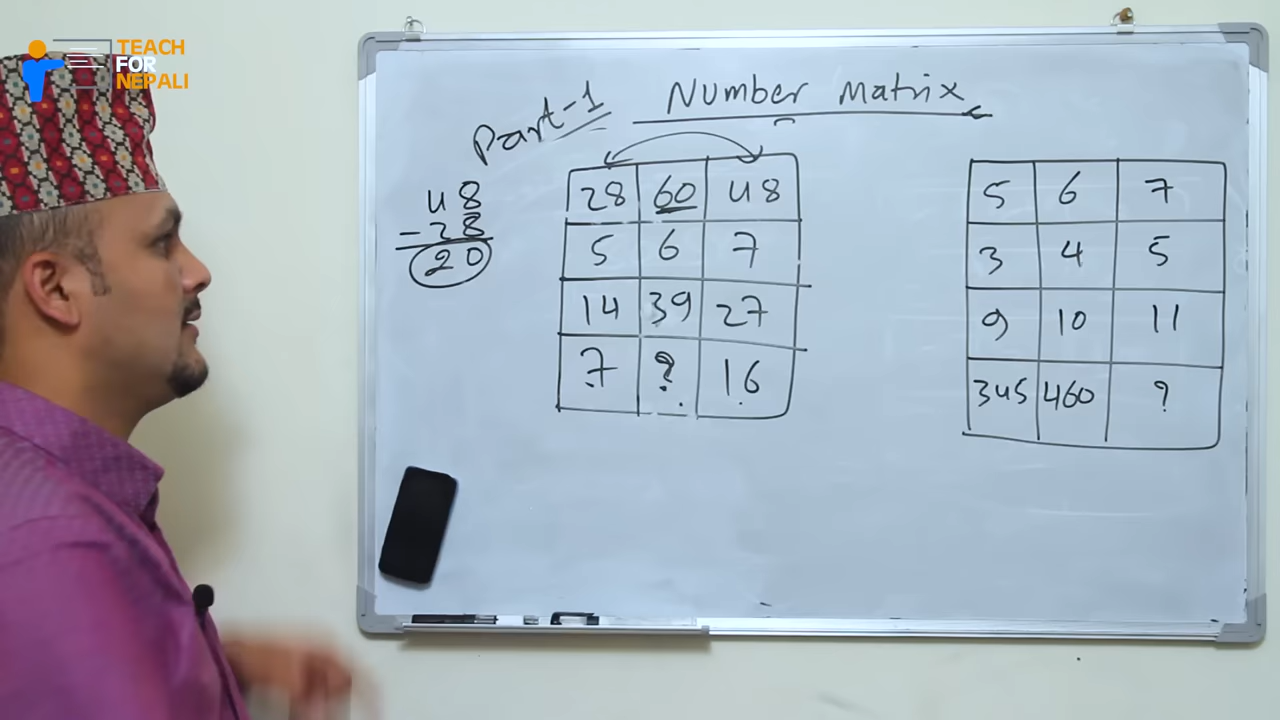 TEACH
FOR
NEPALI
Part-1 Number Matrix
48
-28
20
28 60 48
5 6 7
14 39 27
7 ? 16
5 6 7
3 4 5
9 10 11
345 460 ?